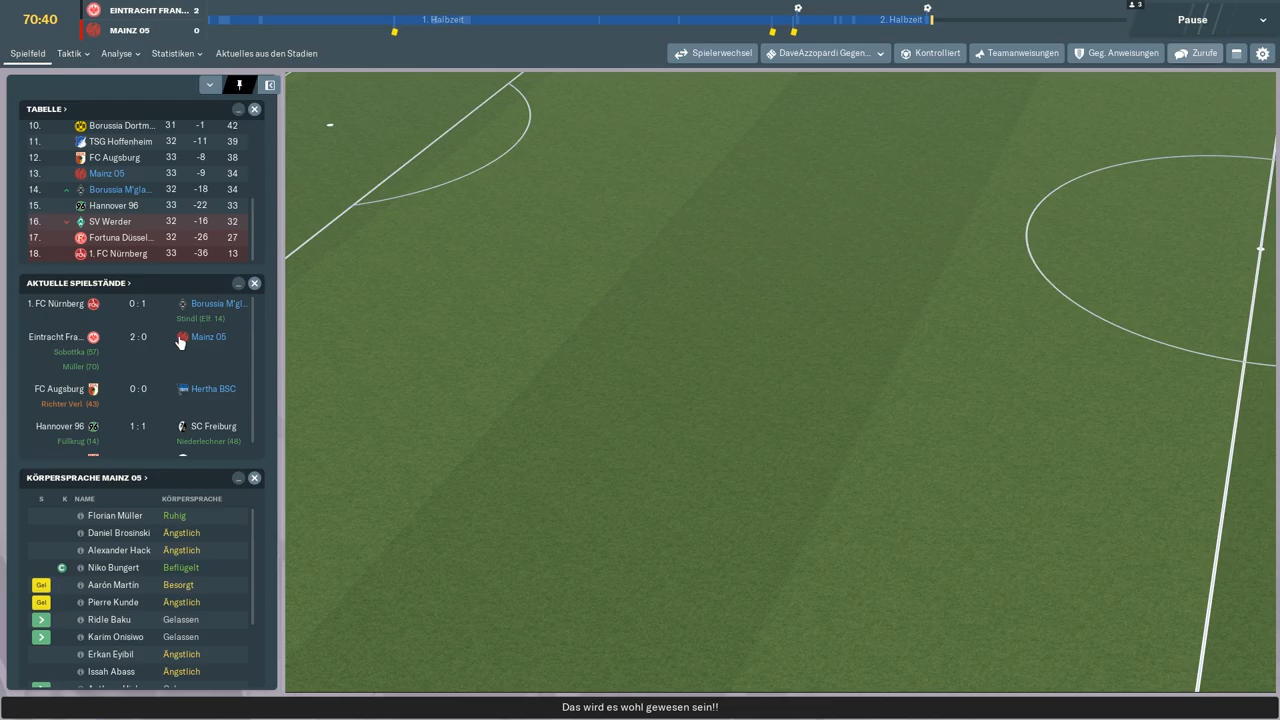 70:40
EINTRACHT FRAN... 2
MAINZ 05 0
1. Halbzeit
2. Halbzeit
3
Pause
Spielfeld
Taktik
Analyse
Statistiken
Aktuelles aus den Stadien
Spielerwechsel
DaveAzzopardi Gegen...
Kontrolliert
Teamanweisungen
Geg. Anweisungen
Zurufe
TABELLE >
10. Borussia Dortm... 31 -1 42
11. TSG Hoffenheim 32 -11 39
12. FC Augsburg 33 -8 38
13. Mainz 05 33 -9 34
14. Borussia M'gla... 32 -18 34
15. Hannover 96 33 -22 33
16. SV Werder 32 -16 32
17. Fortuna Düssel... 32 -26 27
18. 1. FC Nürnberg 33 -36 13
AKTUELLE SPIELSTÄNDE >
1. FC Nürnberg 0 : 1 Borussia M'gl...
Stindl (Elf. 14)
Eintracht Fra... 2 : 0 Mainz 05
Sobottka (57)
Müller (70)
FC Augsburg 0 : 0 Hertha BSC
Richter Verl. (43)
Hannover 96 1 : 1 SC Freiburg
Füllkrug (14) Niederlechner (48)
KÖRPERSPRACHE MAINZ 05 >
S K NAME KÖRPERSPRACHE
Florian Müller Ruhig
Daniel Brosinski Ängstlich
Alexander Hack Ängstlich
C Niko Bungert Beflügelt
Gel Aarón Martín Besorgt
Gel Pierre Kunde Ängstlich
Ridle Baku Gelassen
Karim Onisiwo Gelassen
Erkan Eyibil Ängstlich
Issah Abass Ängstlich
Das wird es wohl gewesen sein!!